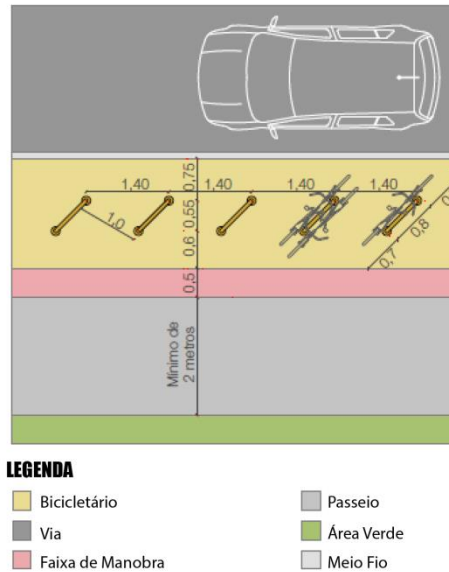 1,40
1,40
1,40
1,40
0,75
0,55
0,6
0,5
1,0
0,8
0,7
Mínimo de
2 metros
LEGENDA
Bicicletário
Via
Faixa de Manobra
Passeio
Área Verde
Meio Fio